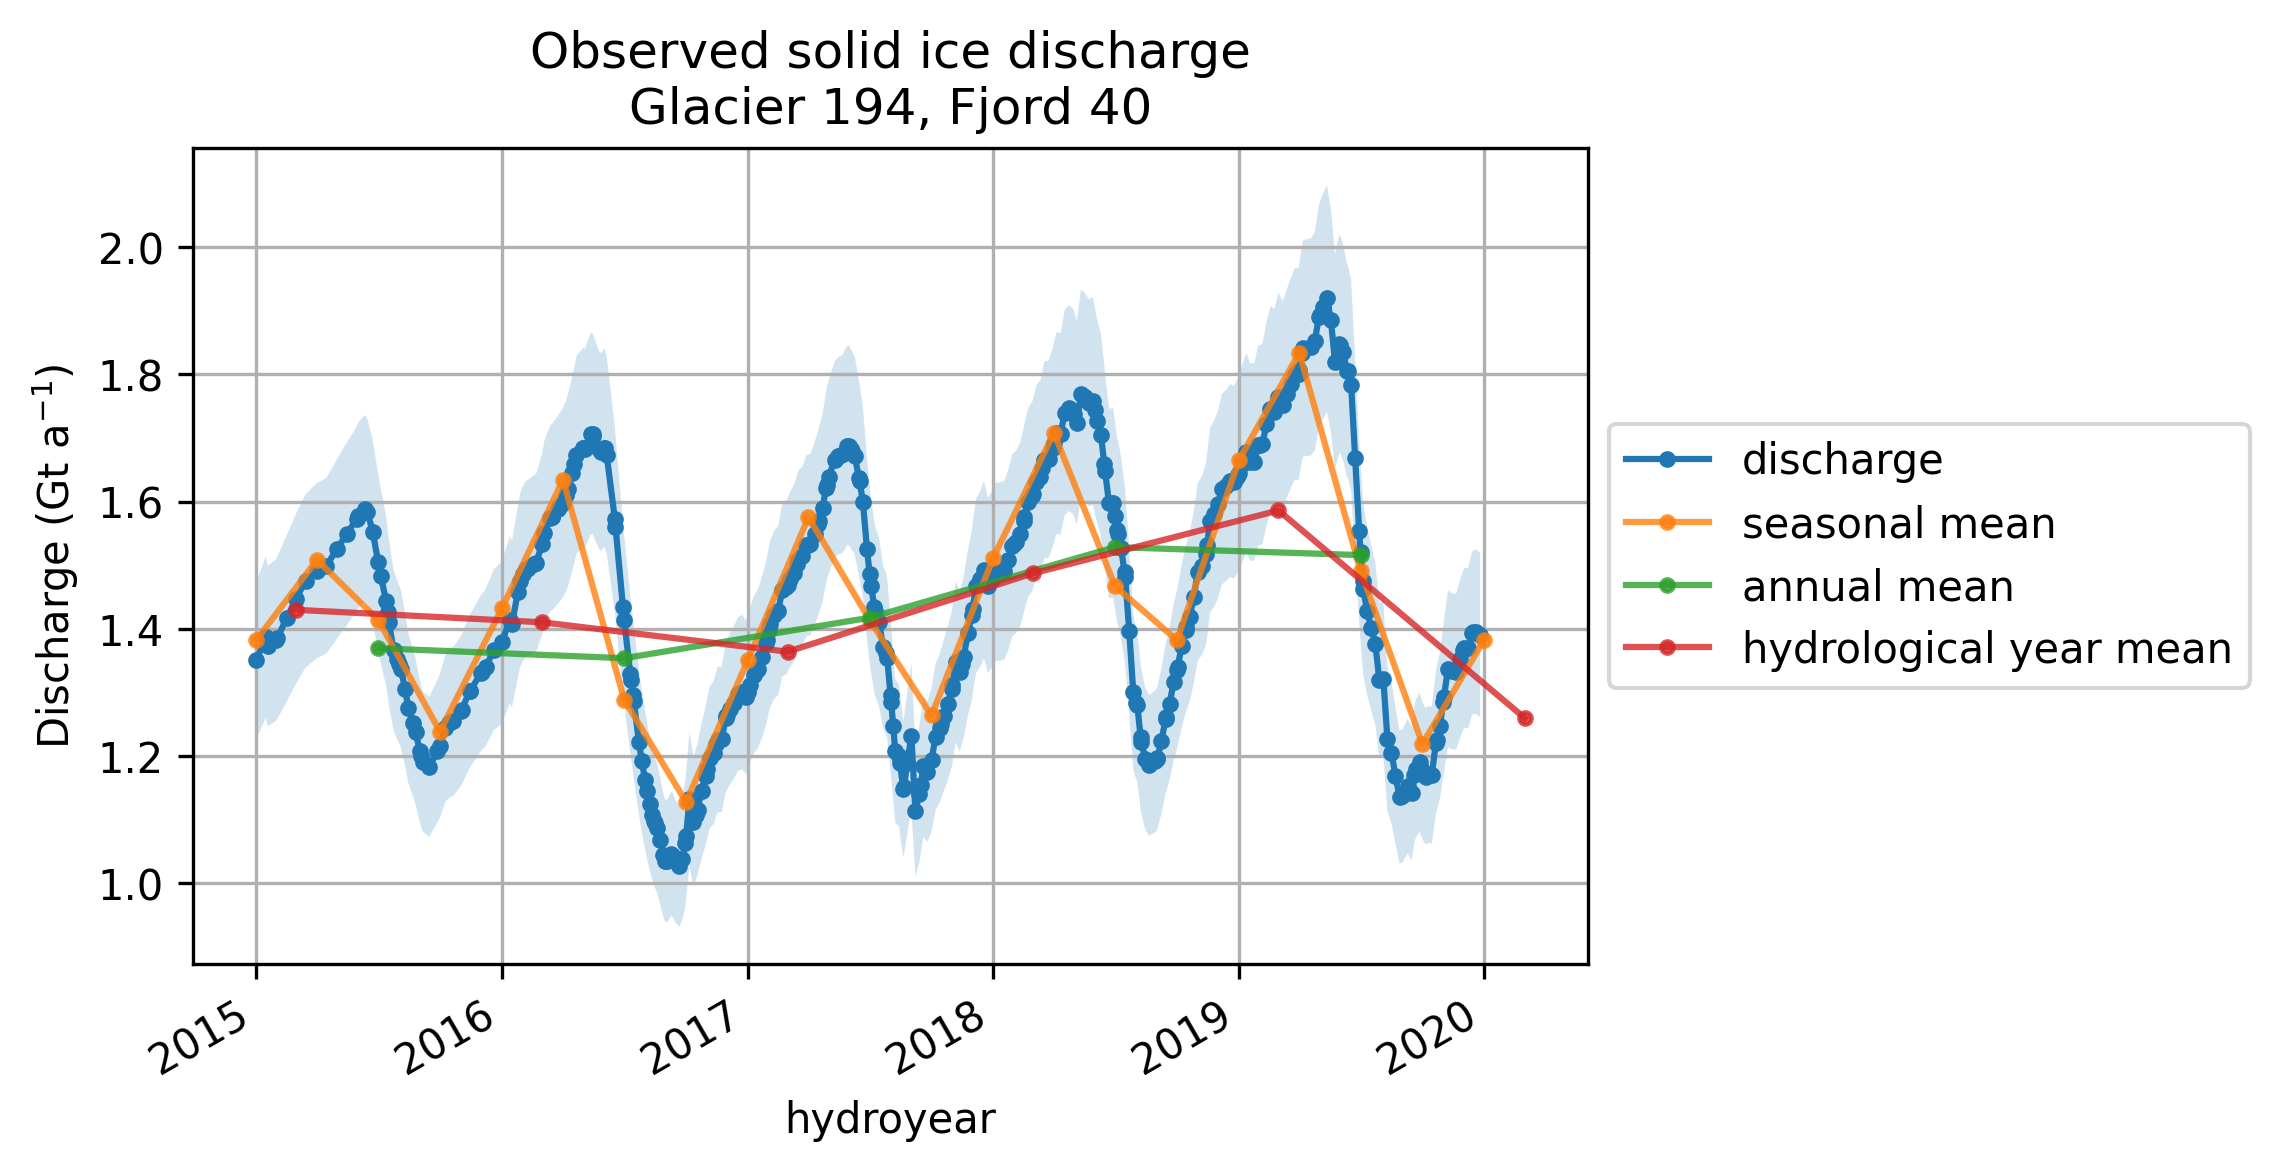 Observed solid ice discharge
Glacier 194, Fjord 40
Discharge (Gt a⁻¹)
2.0
1.8
1.6
1.4
1.2
1.0
2015
2016
2017
2018
2019
2020
hydroyear
discharge
seasonal mean
annual mean
hydrological year mean